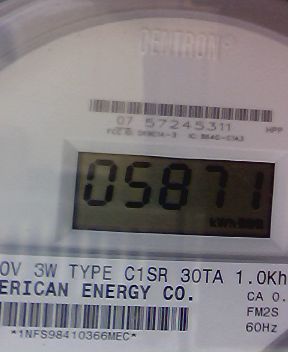 CENTRON®
07 57245311
HPP
05871
kWh
0V 3W TYPE C1SR 30TA 1.0Kh
ERICAN ENERGY CO.
CA 0.
FM2S
*1NFS98410366MEC*
60Hz